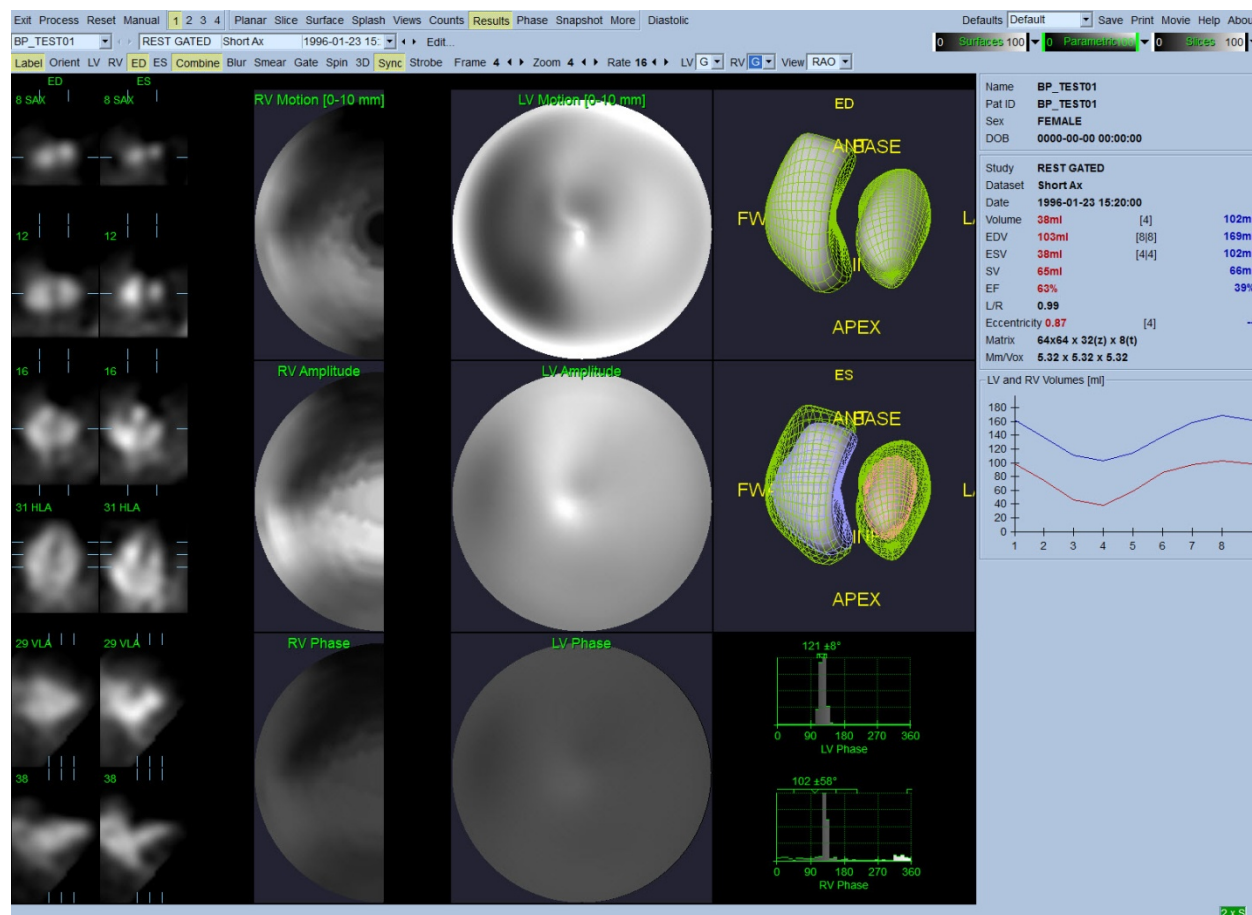 Exit Process Reset Manual 1 2 3 4 Planar Slice Surface Splash Views Counts Results Phase Snapshot More Diastolic Defaults Default Save Print Movie Help Abou
BP_TEST01 REST GATED Short Ax 1996-01-23 15: Edit... 0 Surfaces 100 0 Parametric 0 Slices 100
Label Orient LV RV ED ES Combine Blur Smear Gate Spin 3D Sync Strobe Frame 4 Zoom 4 Rate 16 LV G RV G View RAO
ED ES
8 SAX
12 12
16 16
31 HLA 31 HLA
29 VLA 29 VLA
38 38
RV Motion [0-10 mm] LV Motion [0-10 mm]
RV Amplitude LV Amplitude
RV Phase LV Phase
ED
ANT BASE
FW L
IN
APEX
ES
ANT BASE
FW L
INF
APEX
121 ±8°
0 90 180 270 360
LV Phase
102 ±58°
0 90 180 270 360
RV Phase
Name BP_TEST01
Pat ID BP_TEST01
Sex FEMALE
DOB 0000-00-00 00:00:00
Study REST GATED
Dataset Short Ax
Date 1996-01-23 15:20:00
Volume 38ml [4] 102m
EDV 103ml [8|8] 169m
ESV 38ml [4|4] 102m
SV 65ml 66m
EF 63% 39%
L/R 0.99
Eccentricity 0.87 [4] --
Matrix 64x64 x 32(z) x 8(t)
Mm/Vox 5.32 x 5.32 x 5.32
LV and RV Volumes [ml]
180
160
140
120
100
80
60
40
20
0
1 2 3 4 5 6 7 8
2 x S